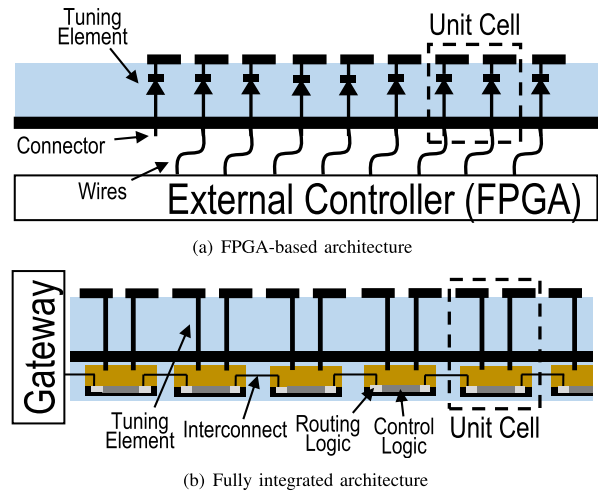 Tuning
Element
Unit Cell
Connector
Wires
External Controller (FPGA)
(a) FPGA-based architecture
Gateway
Tuning
Element
Interconnect
Routing
Logic
Control
Logic
Unit Cell
(b) Fully integrated architecture